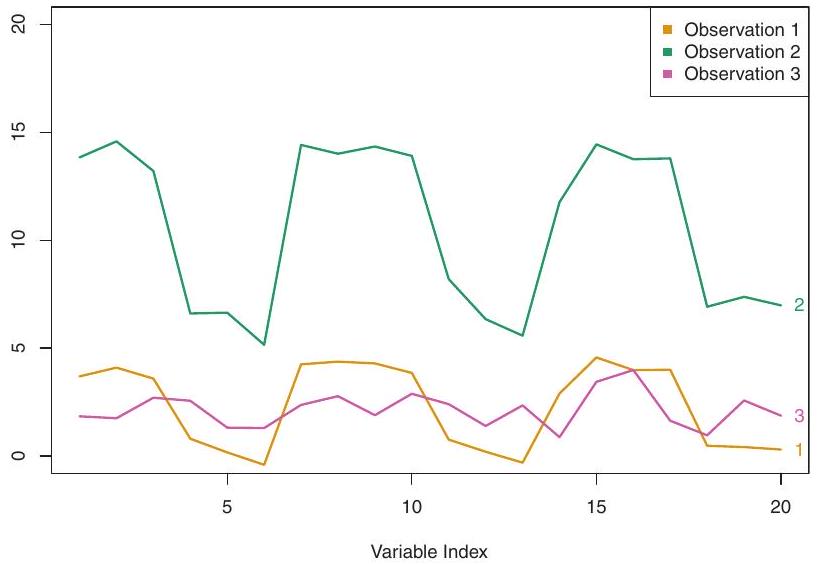 20
15
10
5
0
Observation 1
Observation 2
Observation 3
2
3
1
5 10 15 20
Variable Index